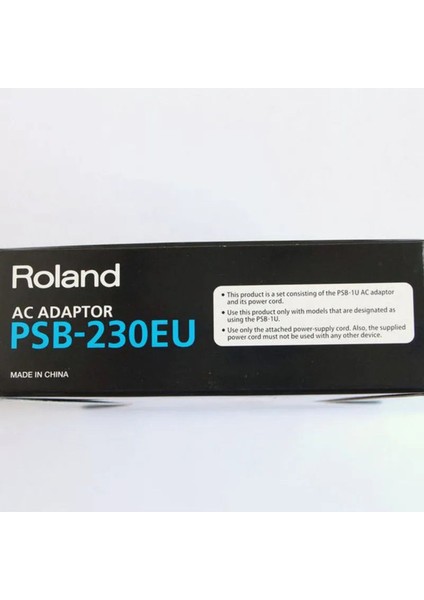 Roland
AC ADAPTOR
PSB-230EU
MADE IN CHINA
• This product is a set consisting of the PSB-1U AC adaptor
and its power cord.
• Use this product only with models that are designated as
using the PSB-1U.
• Use only the attached power-supply cord. Also, the supplied
power cord must not be used with any other device.